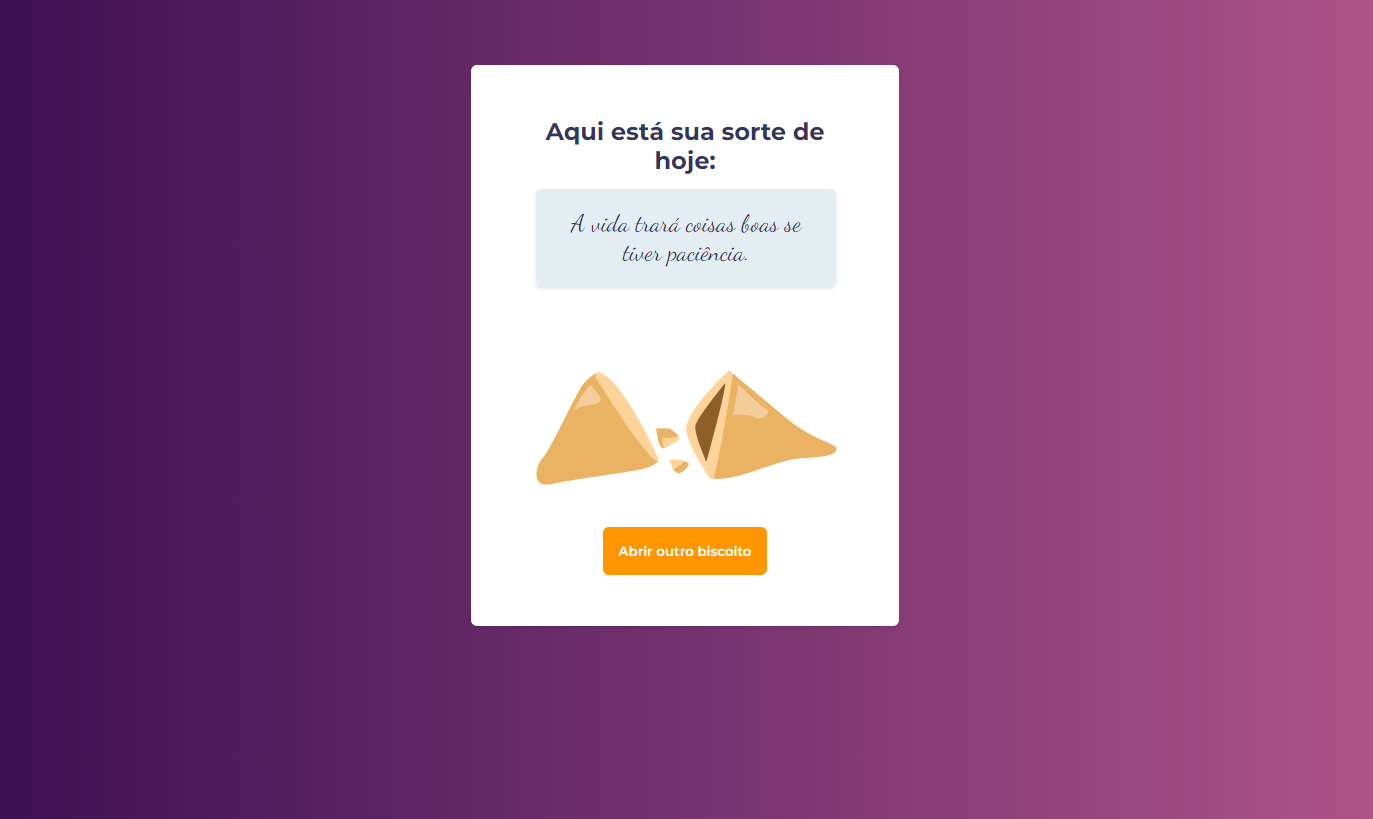 Aqui está sua sorte de
hoje:
A vida trará coisas boas se
tiver paciência.
Abrir outro biscoito